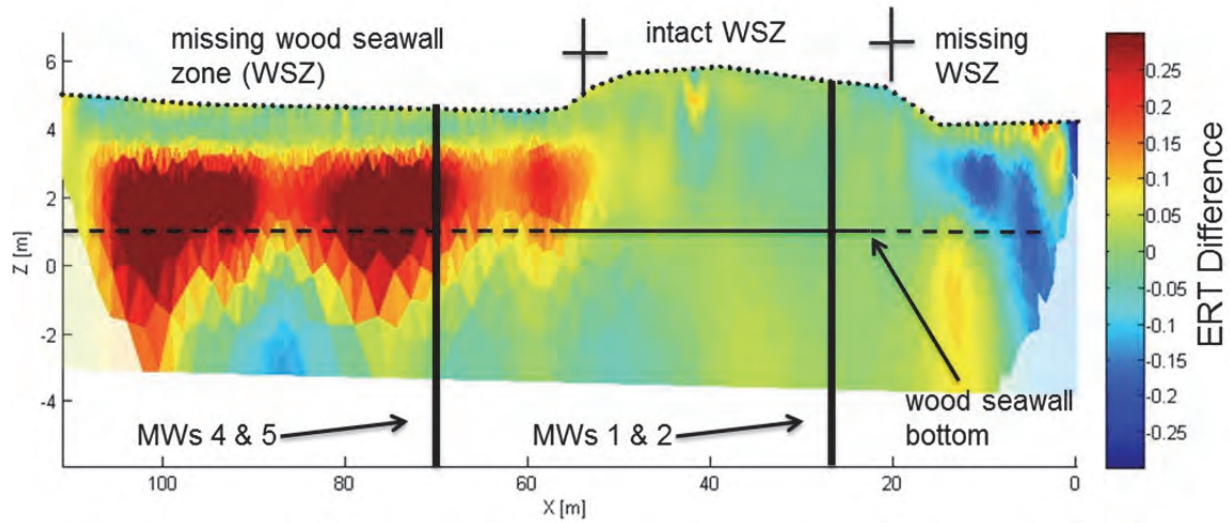 missing wood seawall
zone (WSZ)
intact WSZ
missing
WSZ
6
4
2
0
-2
-4
Z [m]
MWs 4 & 5
MWs 1 & 2
wood seawall
bottom
100
80
60
40
20
0
X [m]
0.25
0.20
0.15
0.10
0.05
0
-0.05
-0.1
-0.15
-0.2
-0.25
ERT Difference